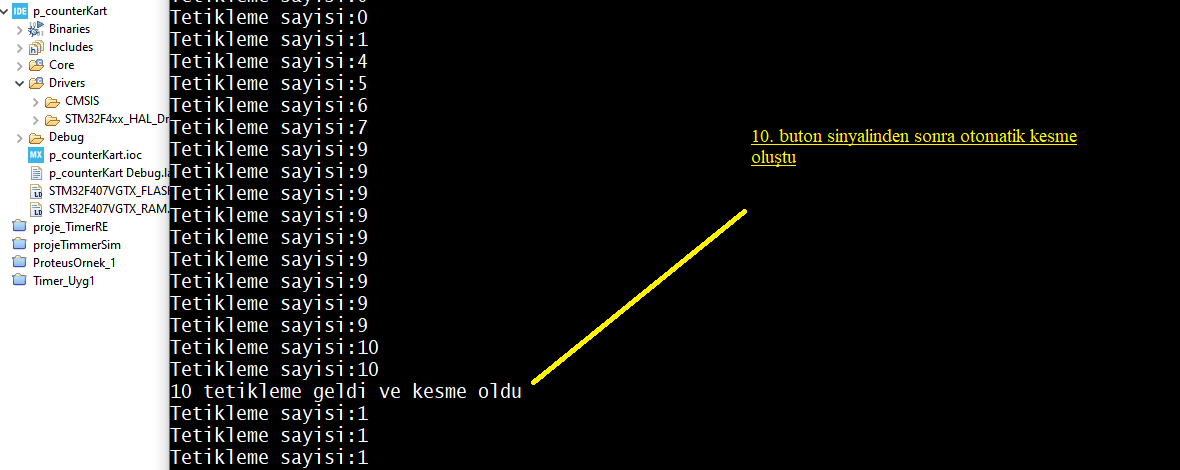 p_counterKart
Binaries
Includes
Core
Drivers
CMSIS
STM32F4xx_HAL_Dr
Debug
p_counterKart.ioc
p_counterKart Debug.la
STM32F407VGTX_FLAS
STM32F407VGTX_RAM.
proje_TimerRE
projeTimmerSim
ProteusOrnek_1
Timer_Uyg1
Tetikleme sayisi:0
Tetikleme sayisi:1
Tetikleme sayisi:4
Tetikleme sayisi:5
Tetikleme sayisi:6
Tetikleme sayisi:7
Tetikleme sayisi:9
Tetikleme sayisi:9
Tetikleme sayisi:9
Tetikleme sayisi:9
Tetikleme sayisi:9
Tetikleme sayisi:9
Tetikleme sayisi:9
Tetikleme sayisi:9
Tetikleme sayisi:9
Tetikleme sayisi:10
Tetikleme sayisi:10
10 tetikleme geldi ve kesme oldu
Tetikleme sayisi:1
Tetikleme sayisi:1
Tetikleme sayisi:1
10. buton sinyalinden sonra otomatik kesme
oluştu